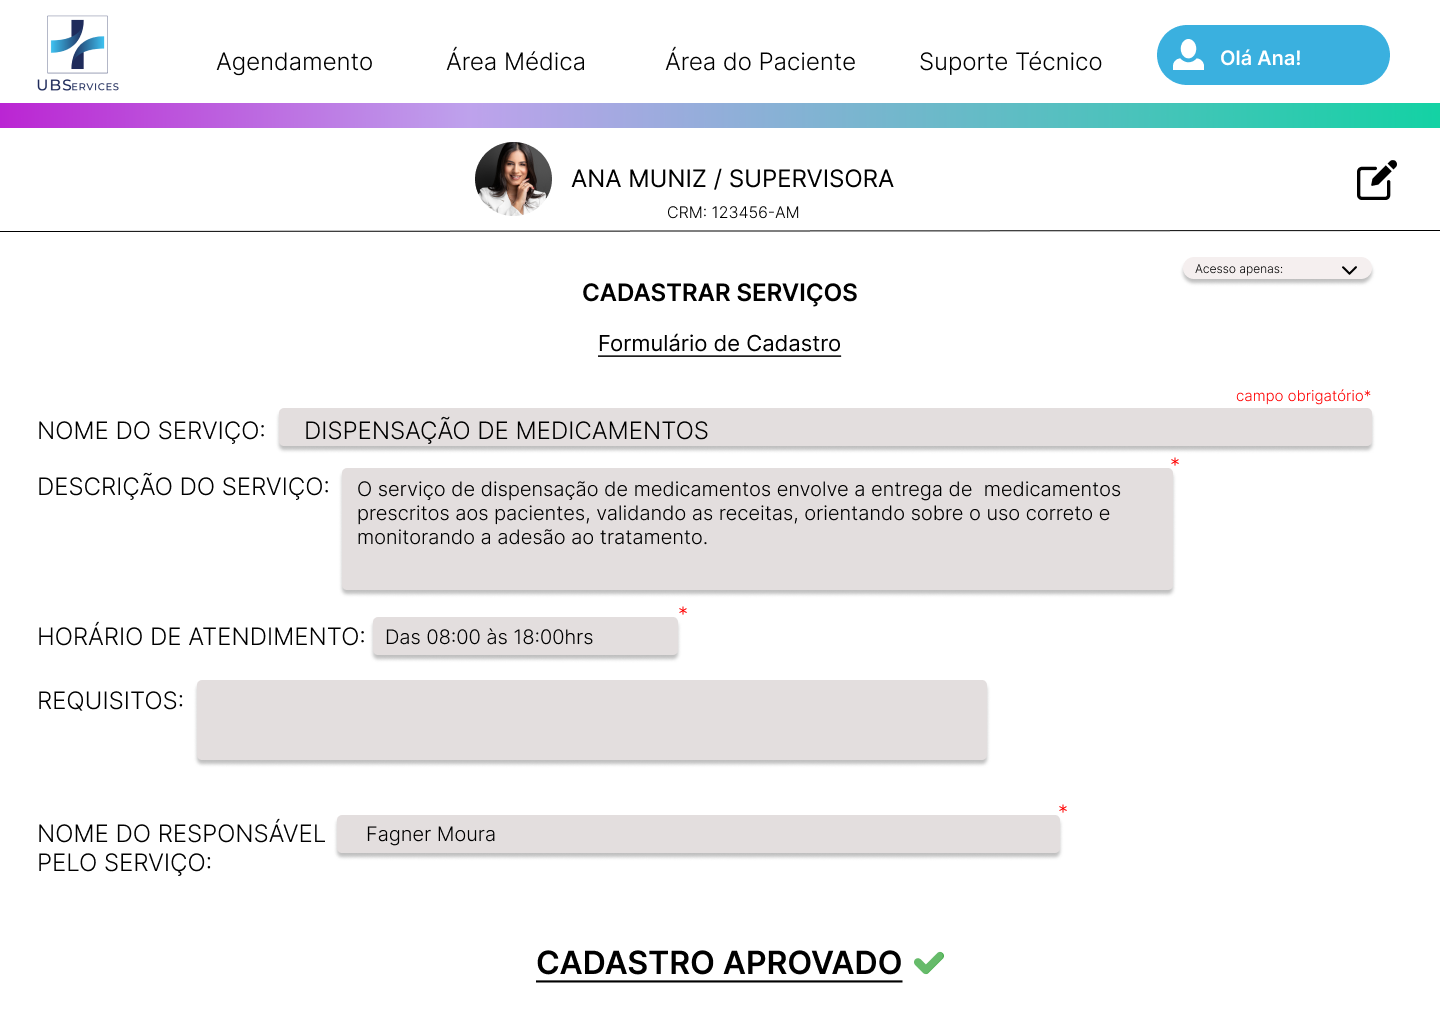 UBServices
Agendamento
Área Médica
Área do Paciente
Suporte Técnico
Olá Ana!
ANA MUNIZ / SUPERVISORA
CRM: 123456-AM
Acesso apenas:
CADASTRAR SERVIÇOS
Formulário de Cadastro
campo obrigatório*
NOME DO SERVIÇO: DISPENSAÇÃO DE MEDICAMENTOS
*
DESCRIÇÃO DO SERVIÇO: O serviço de dispensação de medicamentos envolve a entrega de  medicamentos
prescritos aos pacientes, validando as receitas, orientando sobre o uso correto e
monitorando a adesão ao tratamento.
*
HORÁRIO DE ATENDIMENTO: Das 08:00 às 18:00hrs
REQUISITOS:
*
NOME DO RESPONSÁVEL Fagner Moura
PELO SERVIÇO:
CADASTRO APROVADO